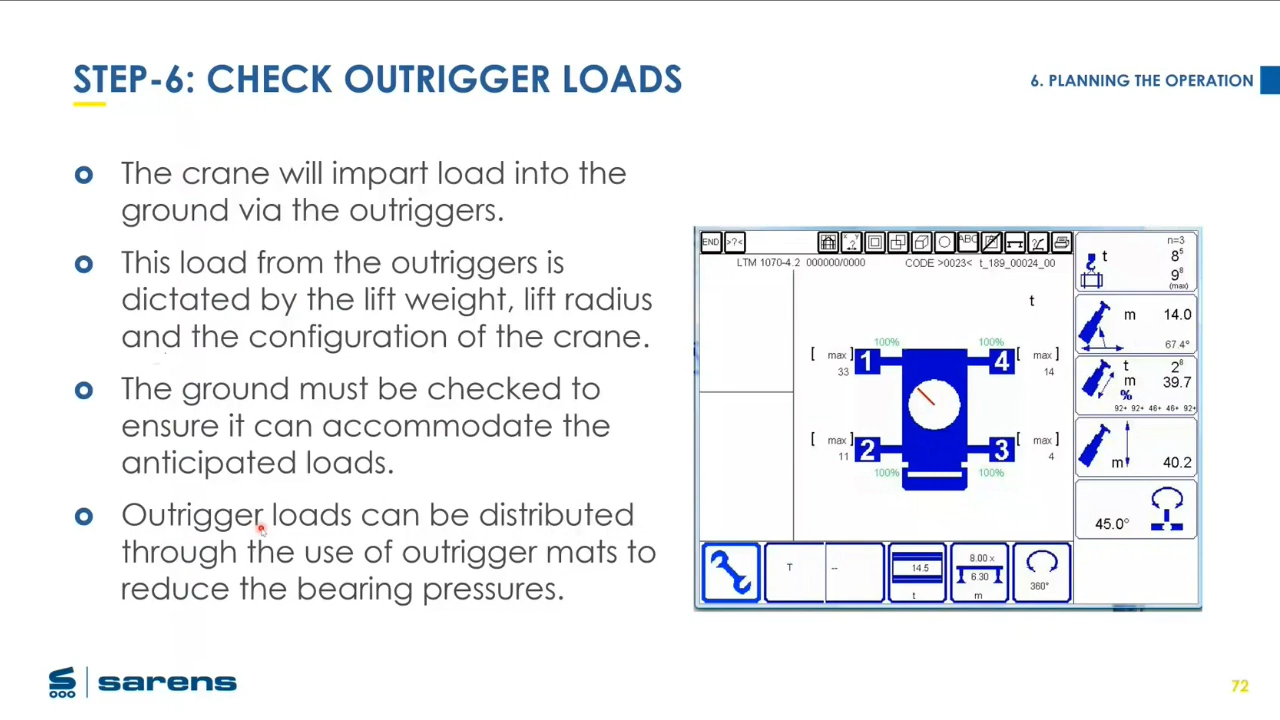 STEP-6: CHECK OUTRIGGER LOADS
6. PLANNING THE OPERATION
The crane will impart load into the
ground via the outriggers.
This load from the outriggers is
dictated by the lift weight, lift radius
and the configuration of the crane.
The ground must be checked to
ensure it can accommodate the
anticipated loads.
Outrigger loads can be distributed
through the use of outrigger mats to
reduce the bearing pressures.
END >?<
ABC
LTM 1070-4.2 000000/0000 CODE >0023< t_189_00024_00
t
100% 100%
[ max ] 1 4 [ max ]
33 14
[ max ] 2 3 [ max ]
11 4
100% 100%
n=3
t 8⁵
9⁸
(max)
m 14.0
67.4°
t 2⁸
m 39.7
%
92+ 92+ 46+ 46+ 92+
m 40.2
45.0°
T --
14.5
t
8.00 x
6.30
m
360°
sarens
72